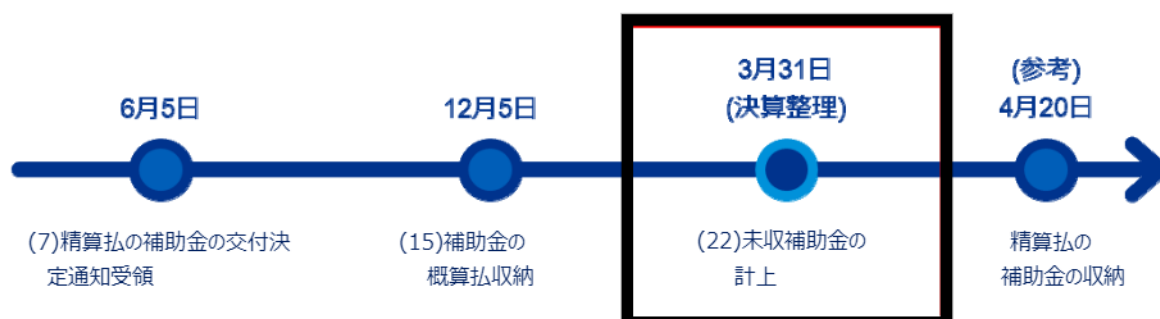 6月5日
12月5日
3月31日
(決算整理)
(参考)
4月20日
(7)精算払の補助金の交付決
定通知受領
(15)補助金の
概算払収納
(22)未収補助金の
計上
精算払の
補助金の収納